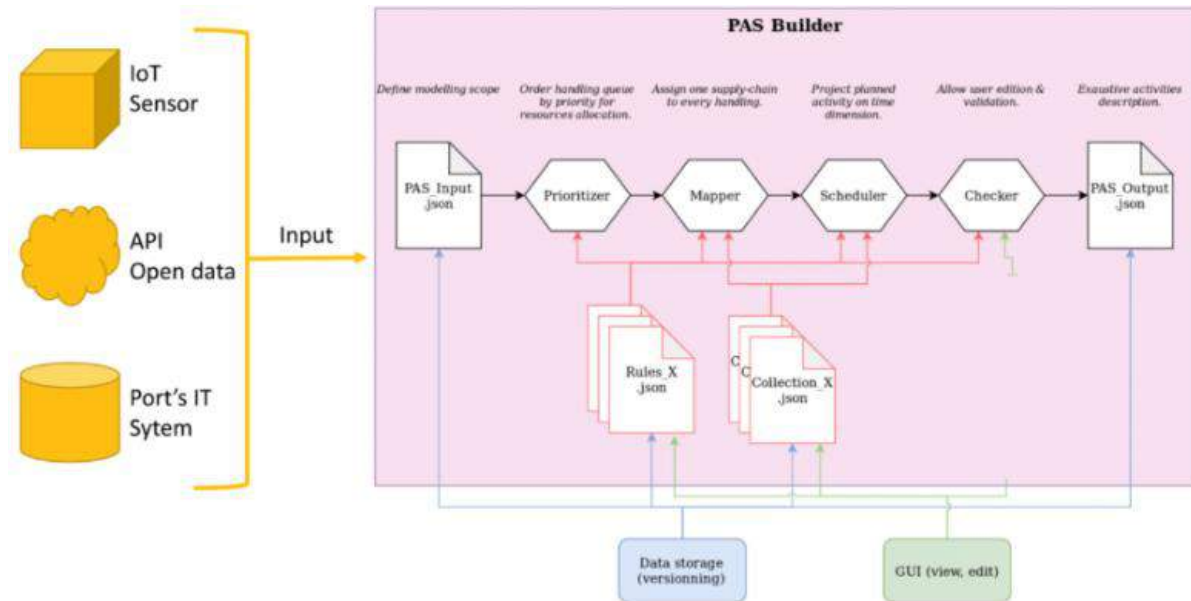 IoT
Sensor
API
Open data
Port's IT
Sytem
Input
PAS Builder
Define modelling scope
Order handling queue
by priority for
resources allocation.
Assign one supply-chain
to every handling.
Project planned
activity on time
dimension.
Allow user edition &
validation.
Exaustive activities
description.
PAS_Input
.json
Prioritizer
Mapper
Scheduler
Checker
PAS_Output
.json
Rules_X
.json
C
C
Collection_X
.json
Data storage
(versionning)
GUI (view, edit)